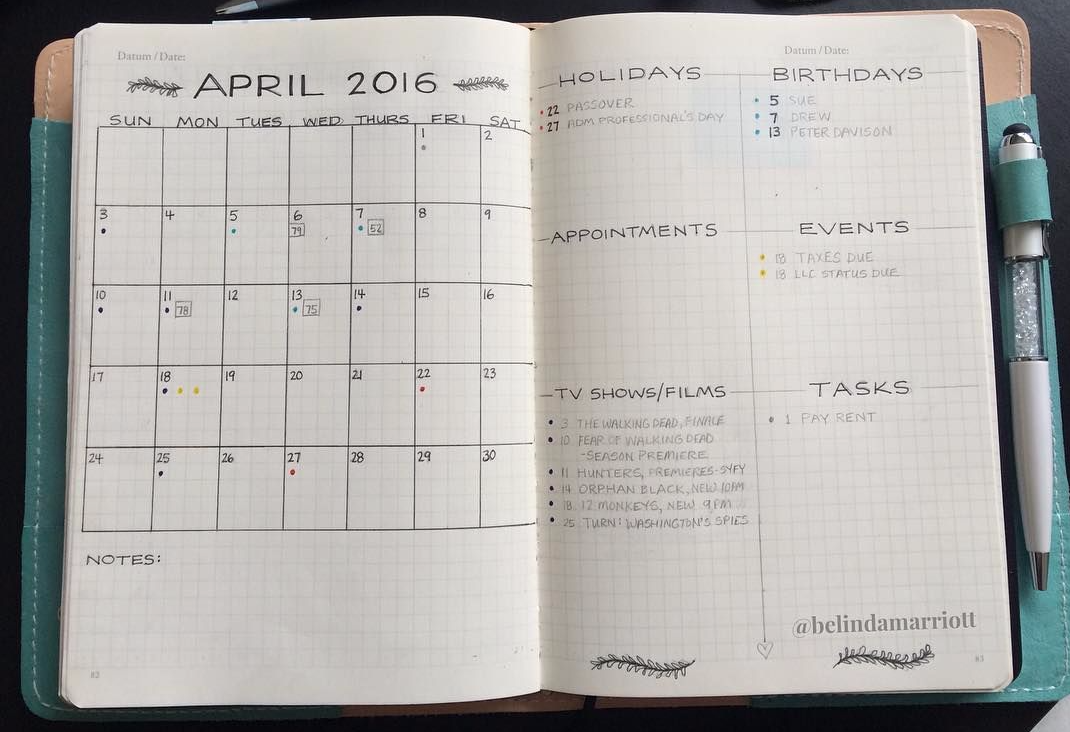 Datum / Date:
APRIL 2016
SUN MON TUES WED THURS FRI SAT
1 2
3 4 5 6 7 8 9
79 52
10 11 12 13 14 15 16
78 75
17 18 19 20 21 22 23
24 25 26 27 28 29 30
NOTES:
82
Datum / Date:
HOLIDAYS
22 PASSOVER
27 ADM PROFESSIONAL'S DAY
BIRTHDAYS
5 SUE
7 DREW
13 PETER DAVISON
APPOINTMENTS
EVENTS
18 TAXES DUE
18 LLC STATUS DUE
TV SHOWS/FILMS
3 THE WALKING DEAD, FINALE
10 FEAR OF WALKING DEAD
-SEASON PREMIERE
11 HUNTERS, PREMIERES-SYFY
14 ORPHAN BLACK, NEW 10PM
18 12 MONKEYS, NEW 9PM
25 TURN: WASHINGTON'S SPIES
TASKS
1 PAY RENT
@belindamarriott
83